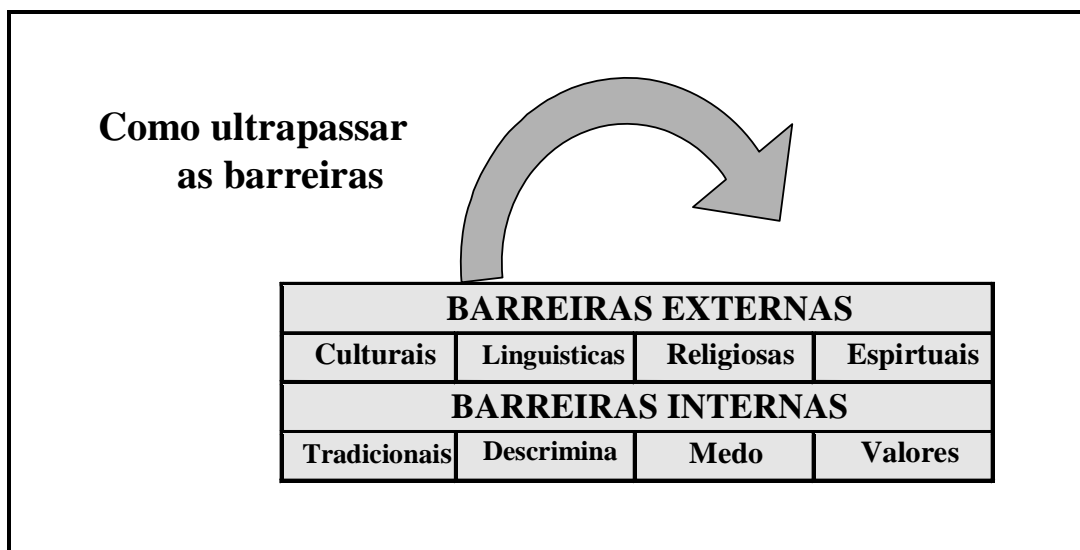 Como ultrapassar
as barreiras
BARREIRAS EXTERNAS
Culturais Linguisticas Religiosas Espirtuais
BARREIRAS INTERNAS
Tradicionais Descrimina Medo Valores